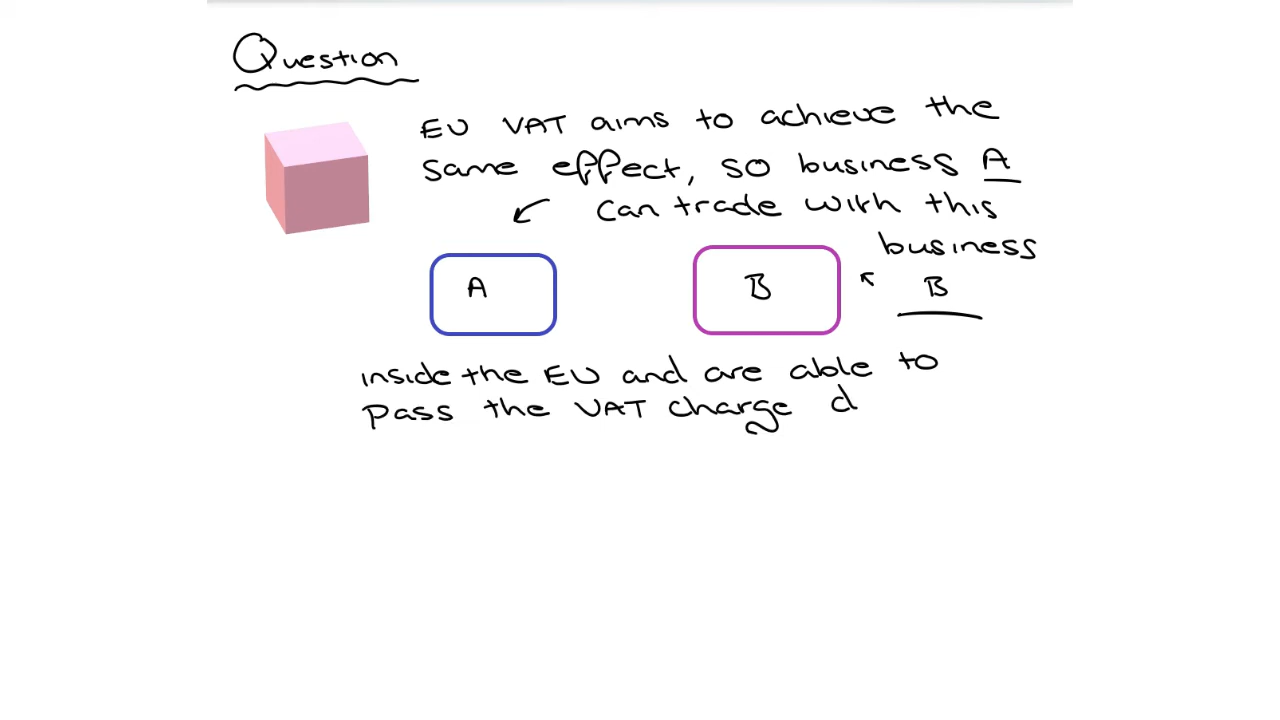 Question
EU VAT aims to achieve the
same effect, so business A
can trade with this
business
B
A
B
inside the EU and are able to
pass the VAT charge d